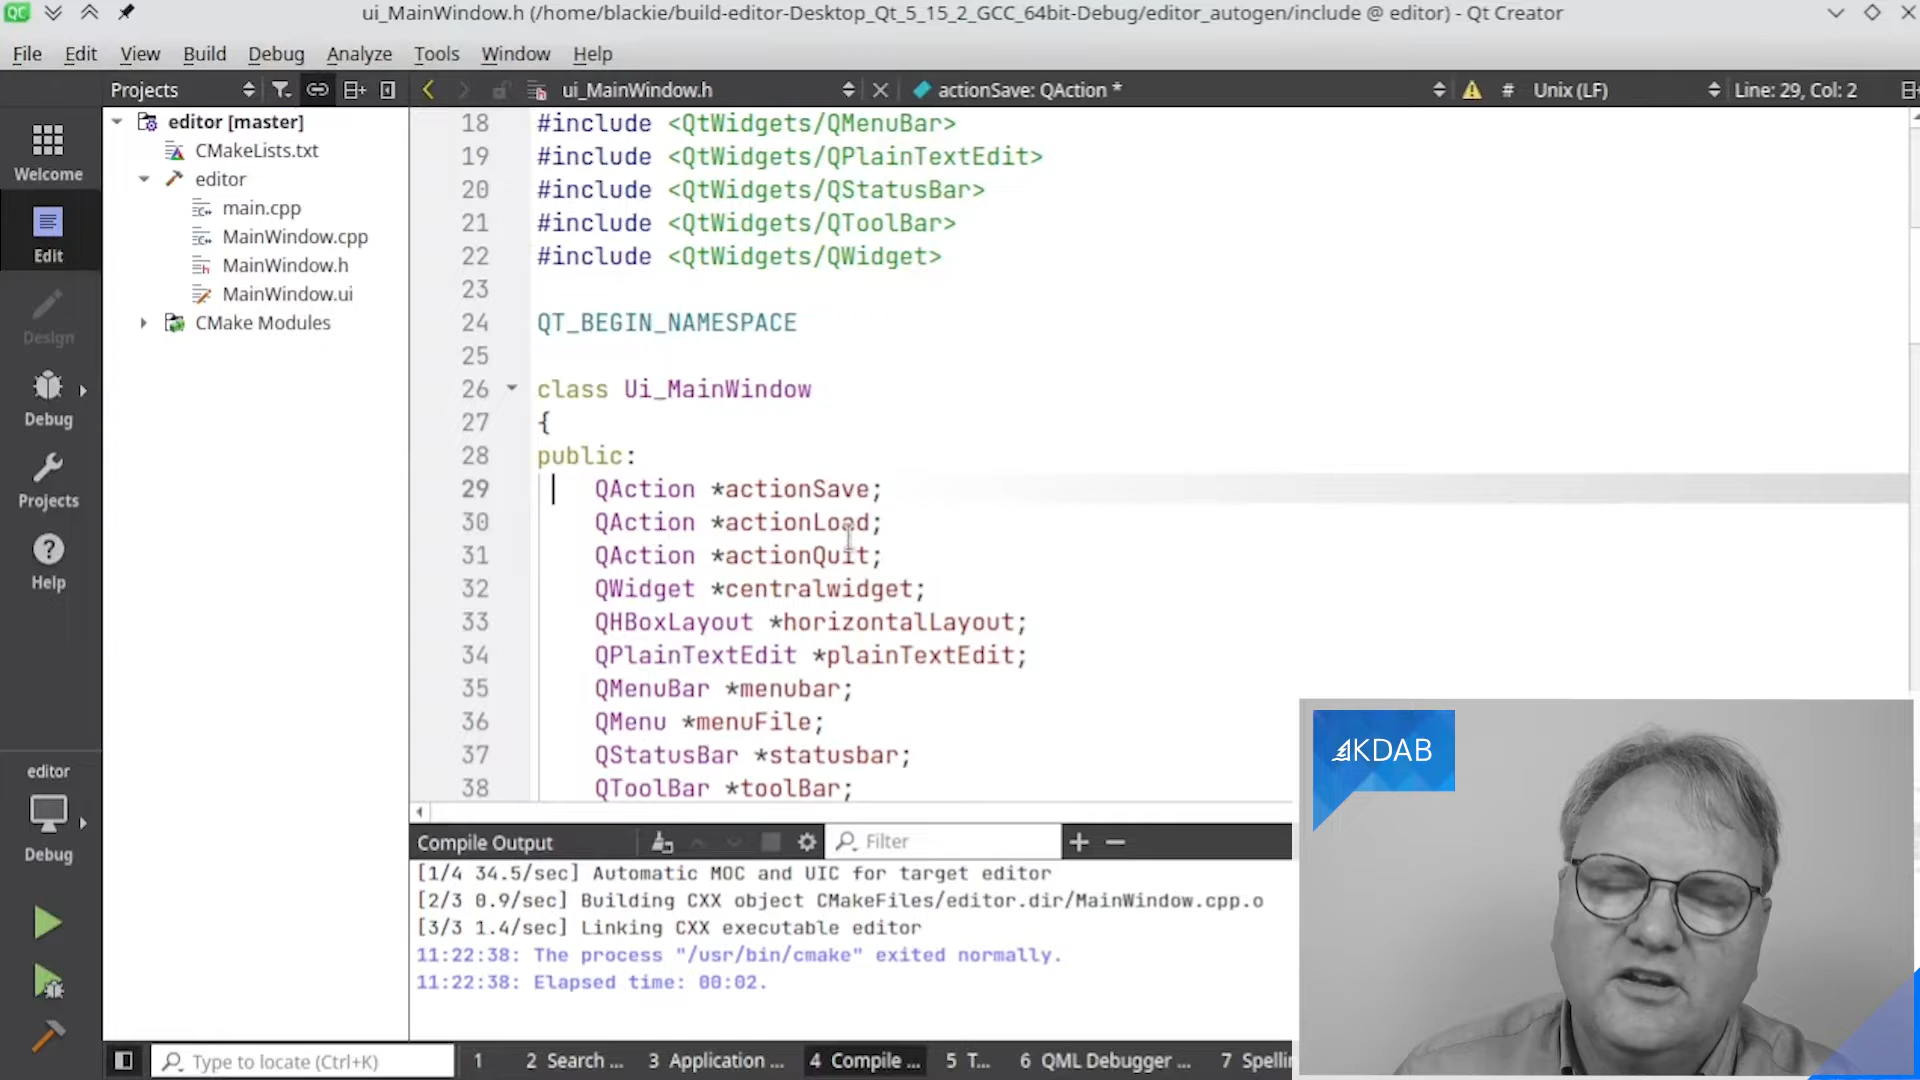 QC
ui_MainWindow.h (/home/blackie/build-editor-Desktop_Qt_5_15_2_GCC_64bit-Debug/editor_autogen/include @ editor) - Qt Creator
File Edit View Build Debug Analyze Tools Window Help
Projects
ui_MainWindow.h
actionSave: QAction *
# Unix (LF)
Line: 29, Col: 2
Welcome
Edit
Design
Debug
Projects
Help
editor
Debug
editor [master]
CMakeLists.txt
editor
main.cpp
MainWindow.cpp
MainWindow.h
MainWindow.ui
CMake Modules
18 #include <QtWidgets/QMenuBar>
19 #include <QtWidgets/QPlainTextEdit>
20 #include <QtWidgets/QStatusBar>
21 #include <QtWidgets/QToolBar>
22 #include <QtWidgets/QWidget>
23
24 QT_BEGIN_NAMESPACE
25
26 class Ui_MainWindow
27 {
28 public:
29 QAction *actionSave;
30 QAction *actionLoad;
31 QAction *actionQuit;
32 QWidget *centralwidget;
33 QHBoxLayout *horizontalLayout;
34 QPlainTextEdit *plainTextEdit;
35 QMenuBar *menubar;
36 QMenu *menuFile;
37 QStatusBar *statusbar;
38 QToolBar *toolBar;
Compile Output
Filter
[1/4 34.5/sec] Automatic MOC and UIC for target editor
[2/3 0.9/sec] Building CXX object CMakeFiles/editor.dir/MainWindow.cpp.o
[3/3 1.4/sec] Linking CXX executable editor
11:22:38: The process "/usr/bin/cmake" exited normally.
11:22:38: Elapsed time: 00:02.
KDAB
Type to locate (Ctrl+K)
1 2 Search ... 3 Application ... 4 Compile ... 5 T... 6 QML Debugger ... 7 Spelli